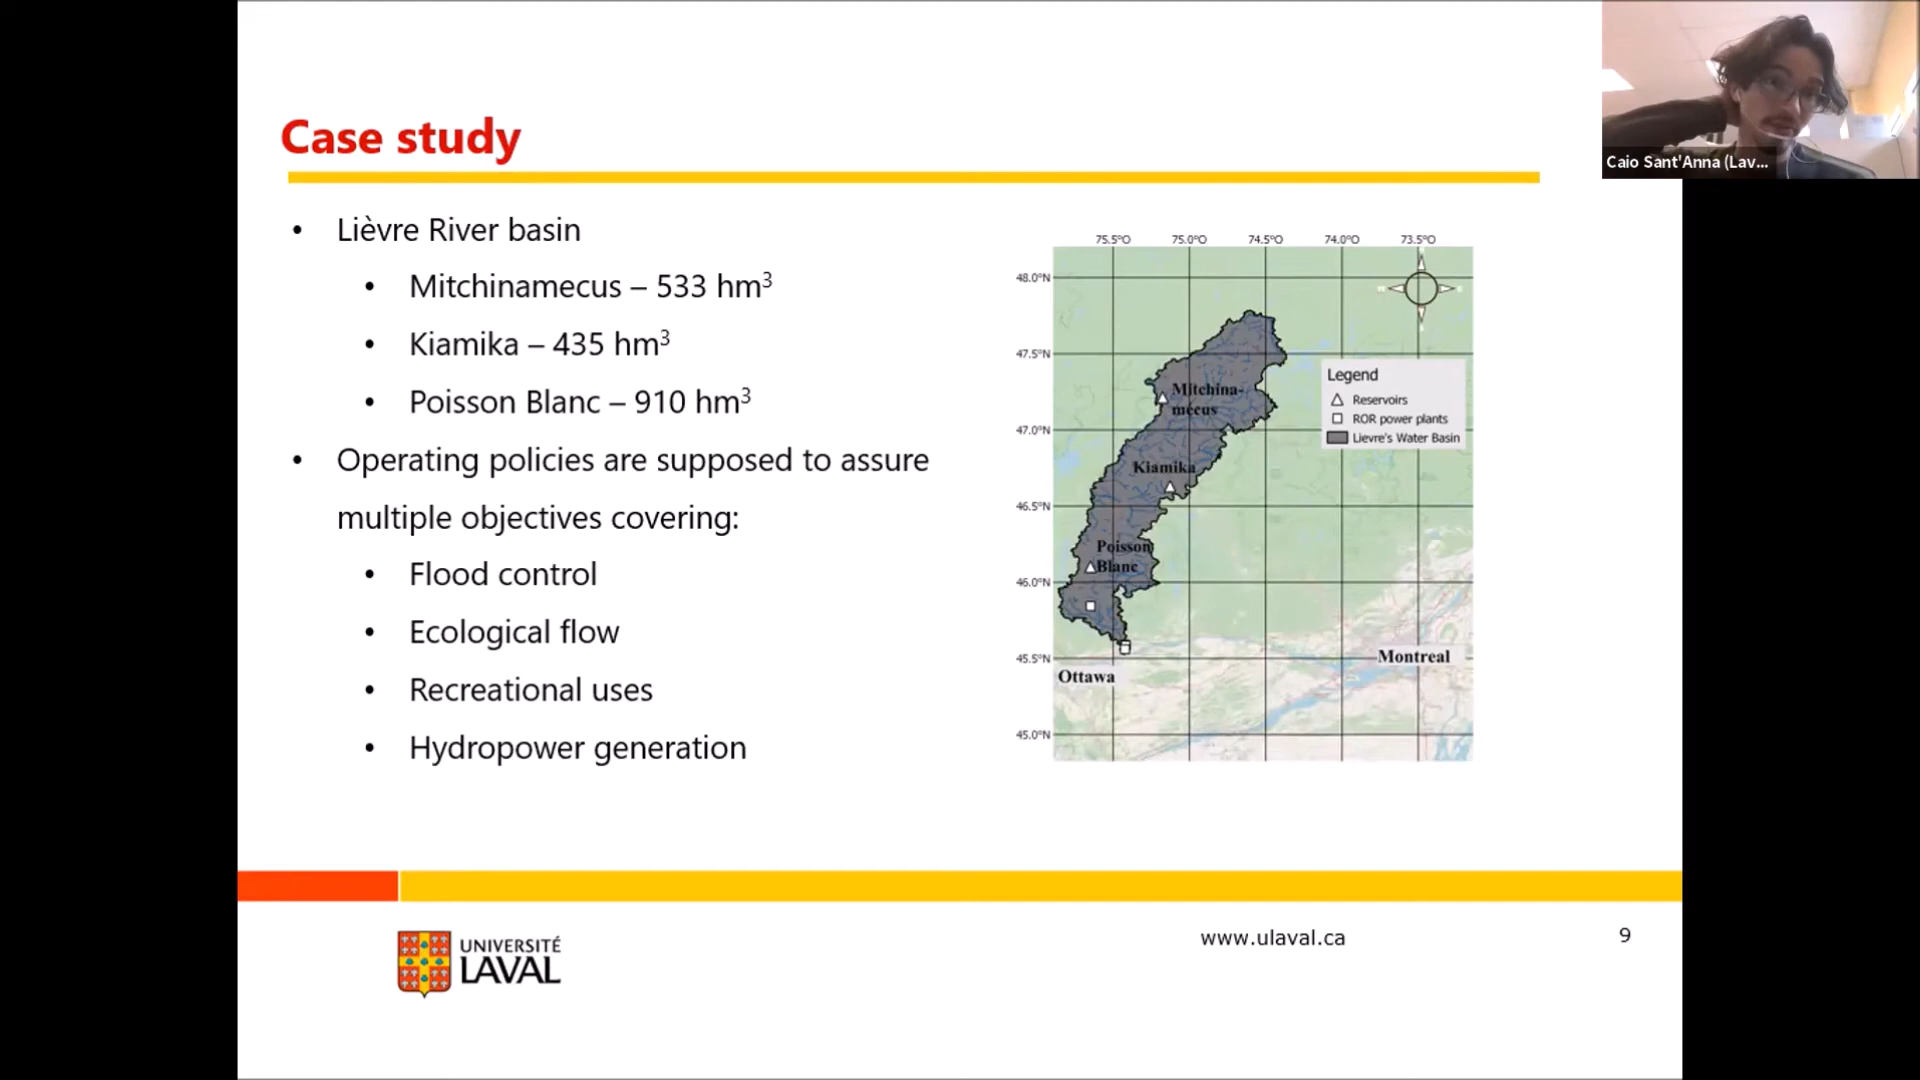 Case study
Caio Sant'Anna (Lav...
• Lièvre River basin
• Mitchinamecus – 533 hm³
• Kiamika – 435 hm³
• Poisson Blanc – 910 hm³
• Operating policies are supposed to assure
multiple objectives covering:
• Flood control
• Ecological flow
• Recreational uses
• Hydropower generation
75.5°O 75.0°O 74.5°O 74.0°O 73.5°O
48.0°N
47.5°N
47.0°N
46.5°N
46.0°N
45.5°N
45.0°N
Mitchina-
mecus
Kiamika
Poisson
Blanc
Ottawa
Montreal
Legend
Reservoirs
ROR power plants
Lievre's Water Basin
UNIVERSITÉ
LAVAL
www.ulaval.ca
9